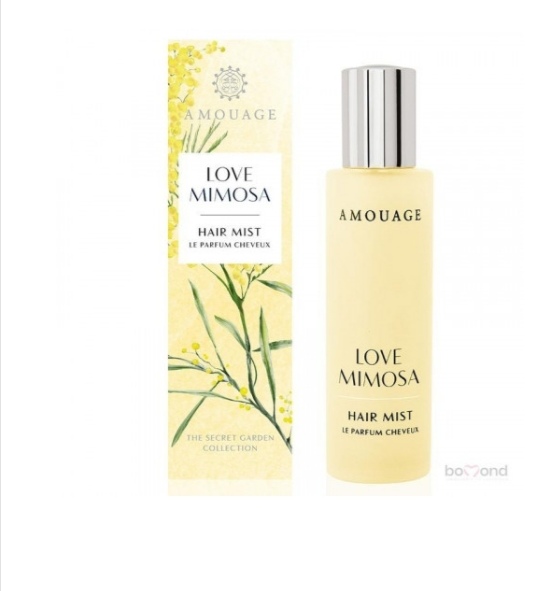 AMOUAGE
LOVE
MIMOSA
HAIR MIST
LE PARFUM CHEVEUX
THE SECRET GARDEN
COLLECTION
AMOUAGE
LOVE
MIMOSA
HAIR MIST
LE PARFUM CHEVEUX
bomond